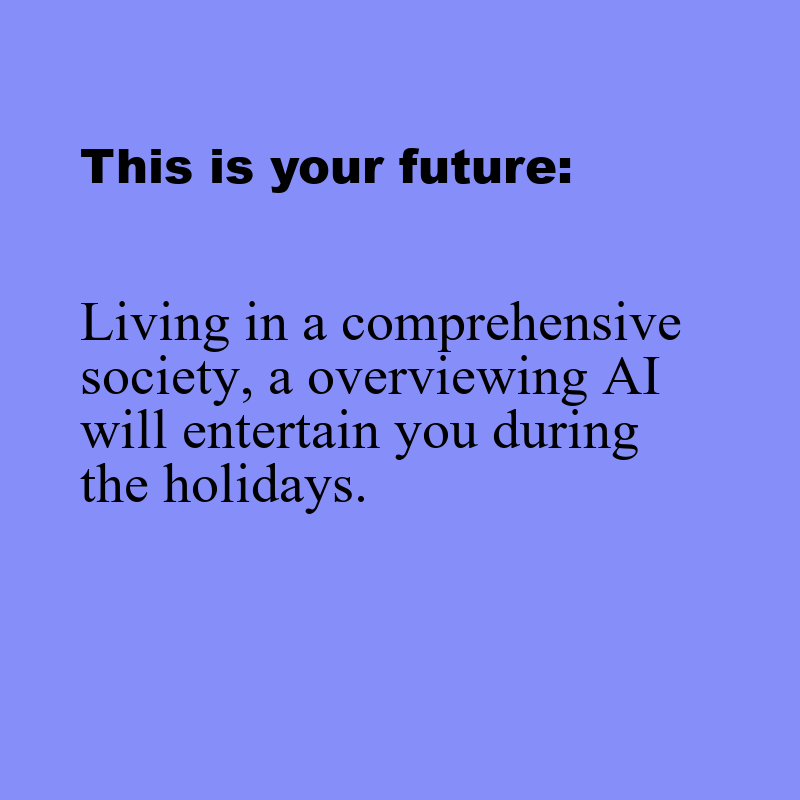 This is your future:
Living in a comprehensive
society, a overviewing AI
will entertain you during
the holidays.